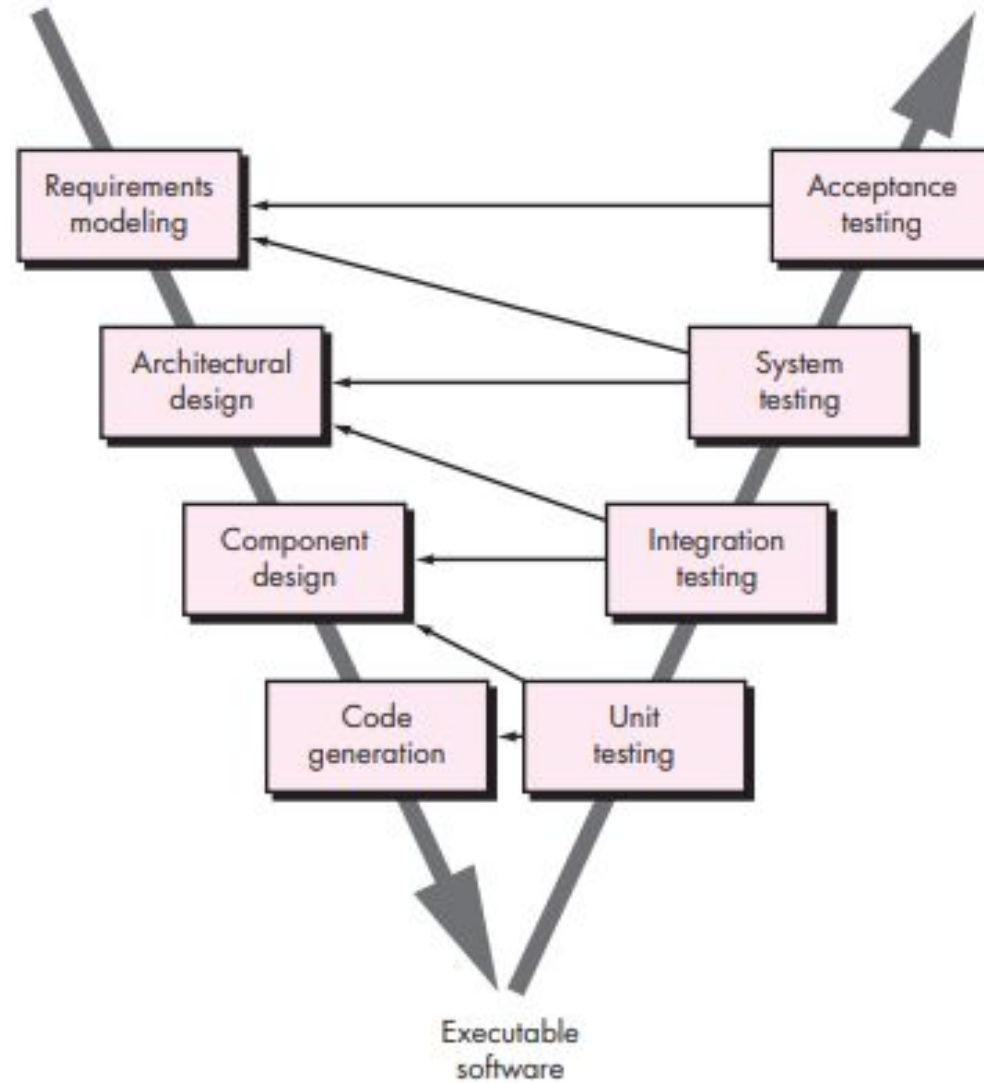 Requirements
modeling
Acceptance
testing
Architectural
design
System
testing
Component
design
Integration
testing
Code
generation
Unit
testing
Executable
software